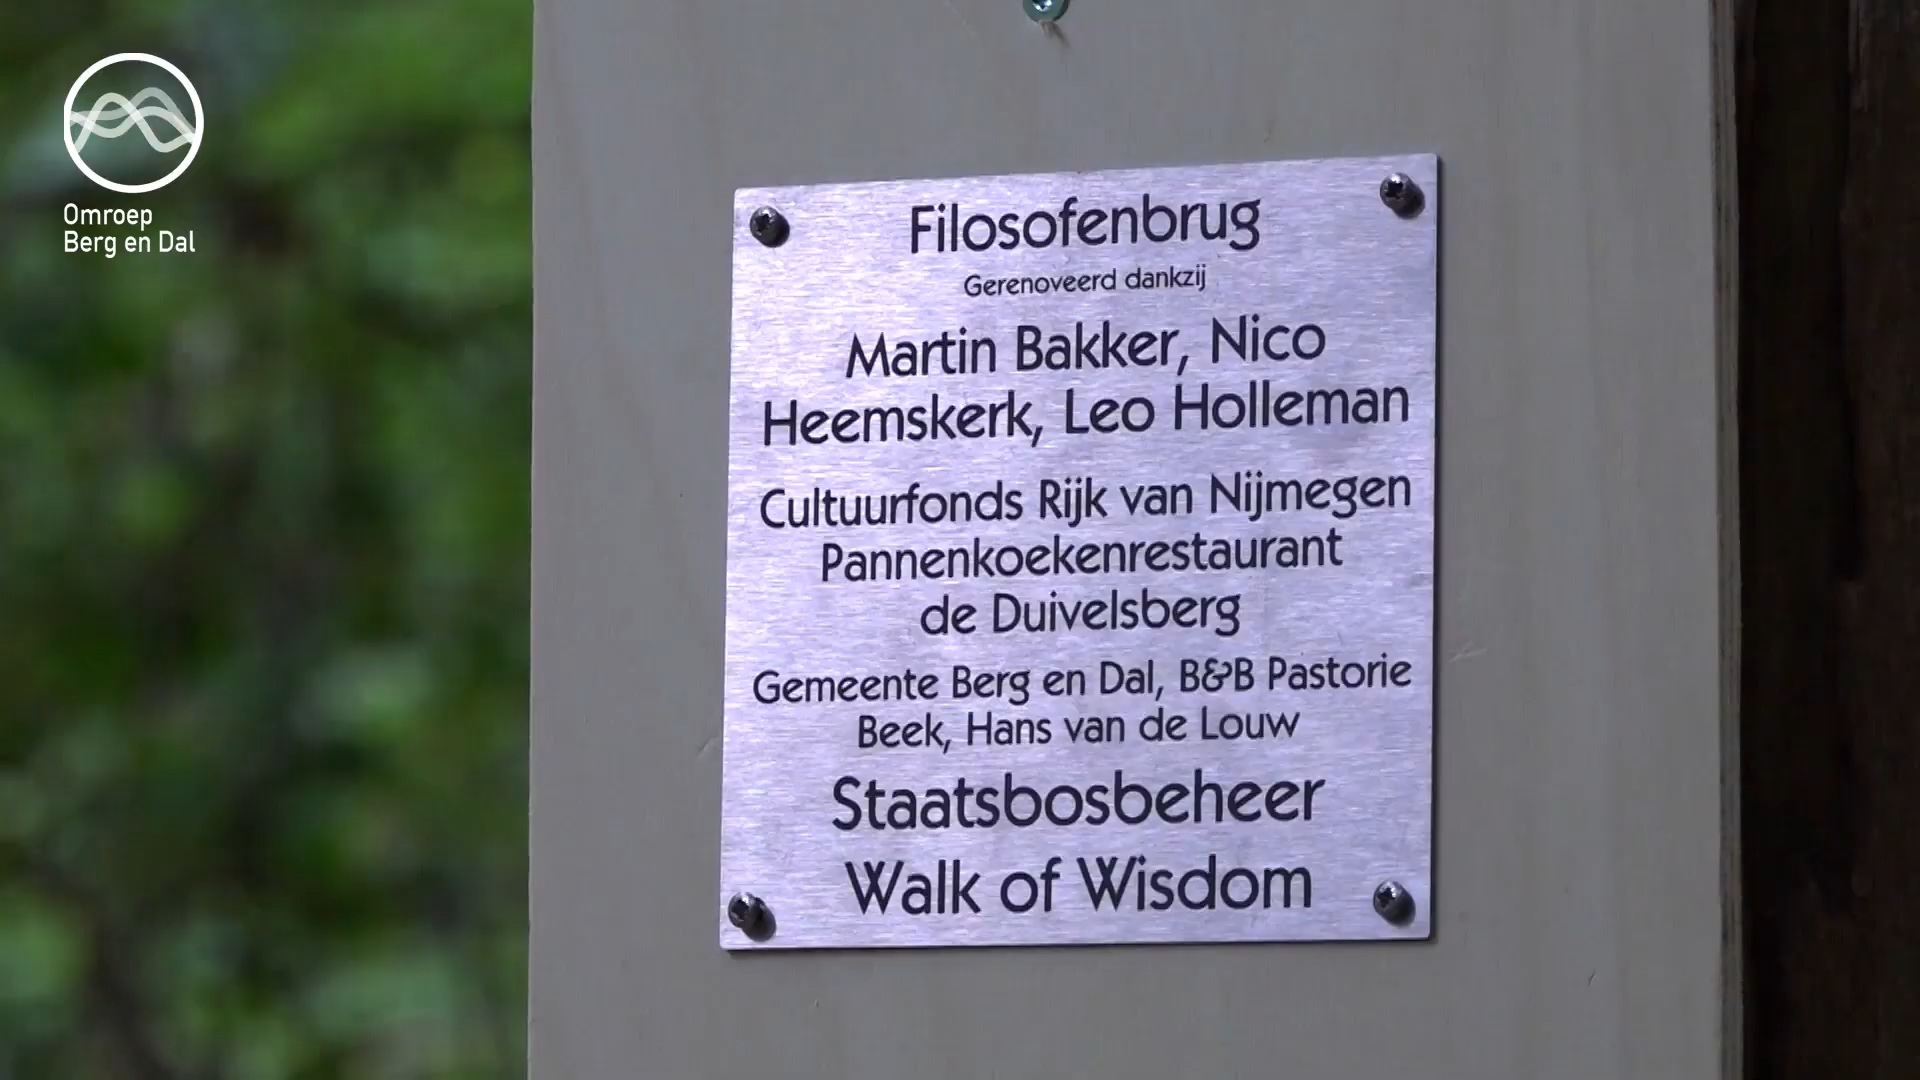 Omroep
Berg en Dal
Filosofenbrug
Gerenoveerd dankzij
Martin Bakker, Nico
Heemskerk, Leo Holleman
Cultuurfonds Rijk van Nijmegen
Pannenkoekenrestaurant
de Duivelsberg
Gemeente Berg en Dal, B&B Pastorie
Beek, Hans van de Louw
Staatsbosbeheer
Walk of Wisdom